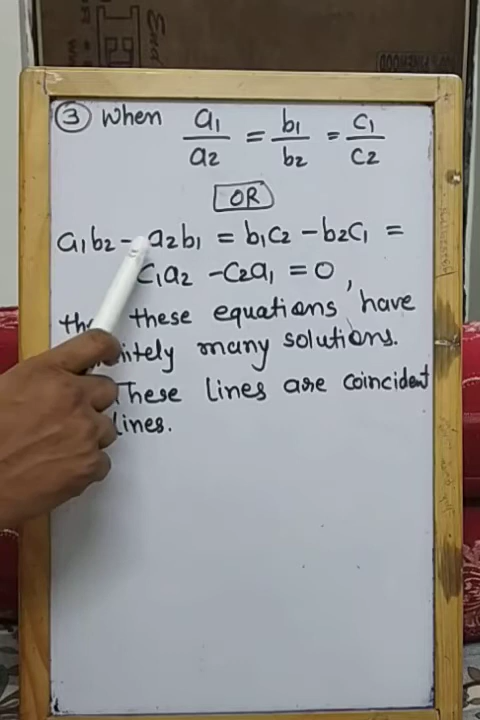 ③ When a₁/a₂ = b₁/b₂ = c₁/c₂
OR
a₁b₂ - a₂b₁ = b₁c₂ - b₂c₁ =
c₁a₂ - c₂a₁ = 0,
these equations have
many solutions.
These lines are coincident
lines.